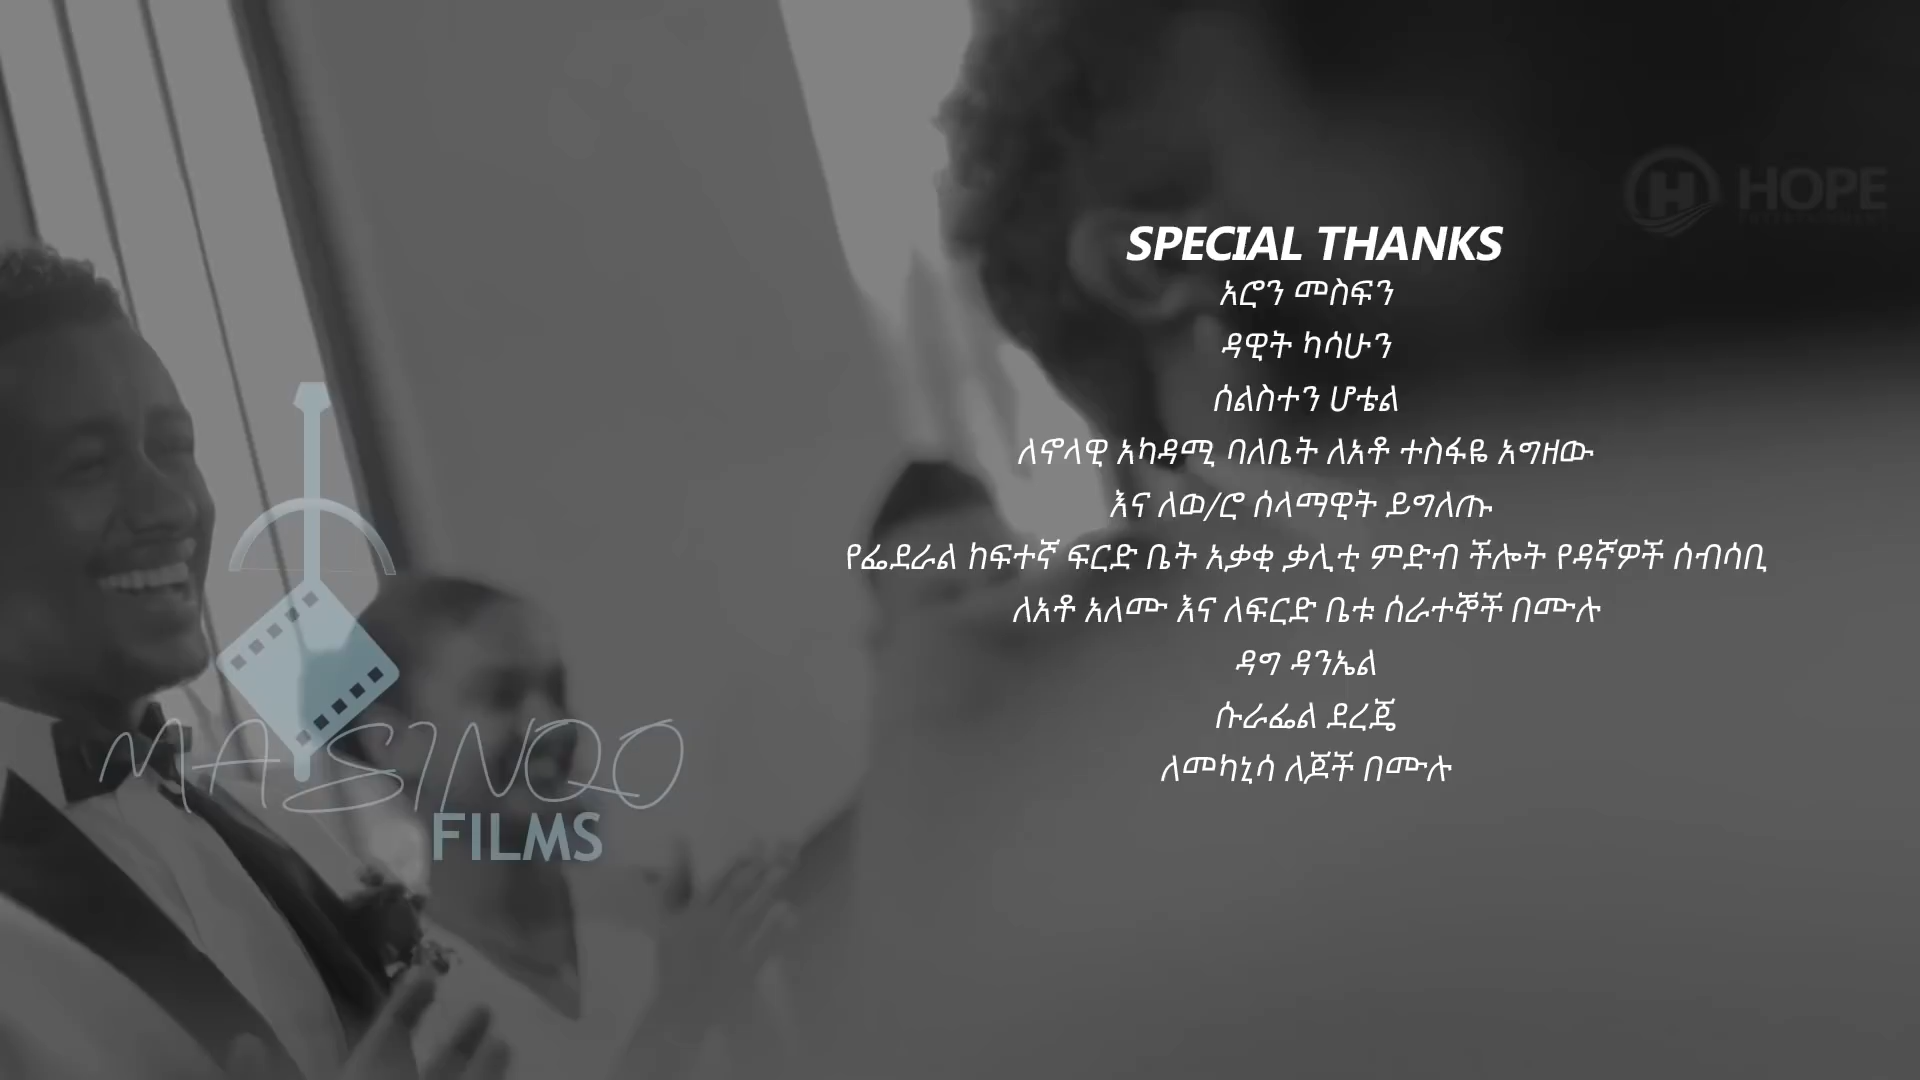 HOPE
ENTERTAINMENT
SPECIAL THANKS
አሮን መስፍን
ዳዊት ካሳሁን
ሰልስተን ሆቴል
ለኖላዊ አካዳሚ ባለቤት ለአቶ ተስፋዬ አግዘው
እና ለወ/ሮ ሰላማዊት ይግለጡ
የፌደራል ከፍተኛ ፍርድ ቤት አቃቂ ቃሊቲ ምድብ ችሎት የዳኛዎች ሰብሳቢ
ለአቶ አለሙ እና ለፍርድ ቤቱ ሰራተኞች በሙሉ
ዳግ ዳንኤል
ሱራፌል ደረጄ
ለመካኒሳ ለጆች በሙሉ
MASINQO
FILMS